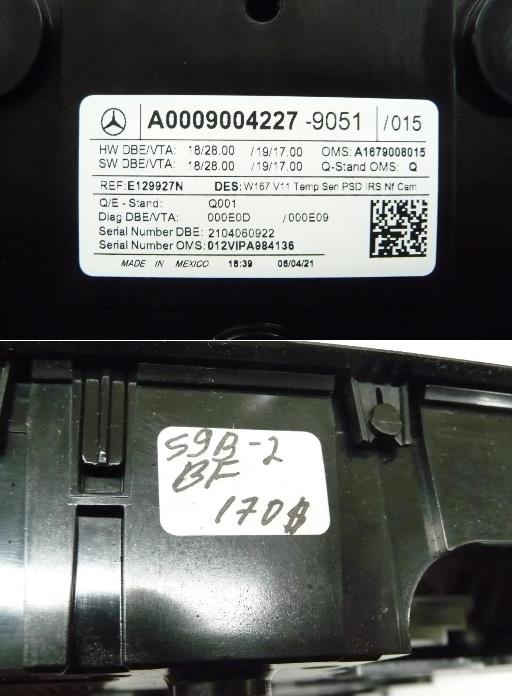 A0009004227 -9051 /015
HW DBE/VTA: 18/28.00 /19/17.00 OMS: A1679008015
SW DBE/VTA: 18/28.00 /19/17.00 Q-Stand OMS: Q
REF: E129927N DES: W167 V11 Temp Sen PSD IRS Nf Cam
Q/E - Stand: Q001
Diag DBE/VTA: 000E0D /000E09
Serial Number DBE: 2104060922
Serial Number OMS: 012VIPA984136
MADE IN MEXICO 18:39 06/04/21
S9B-2
BF
170$